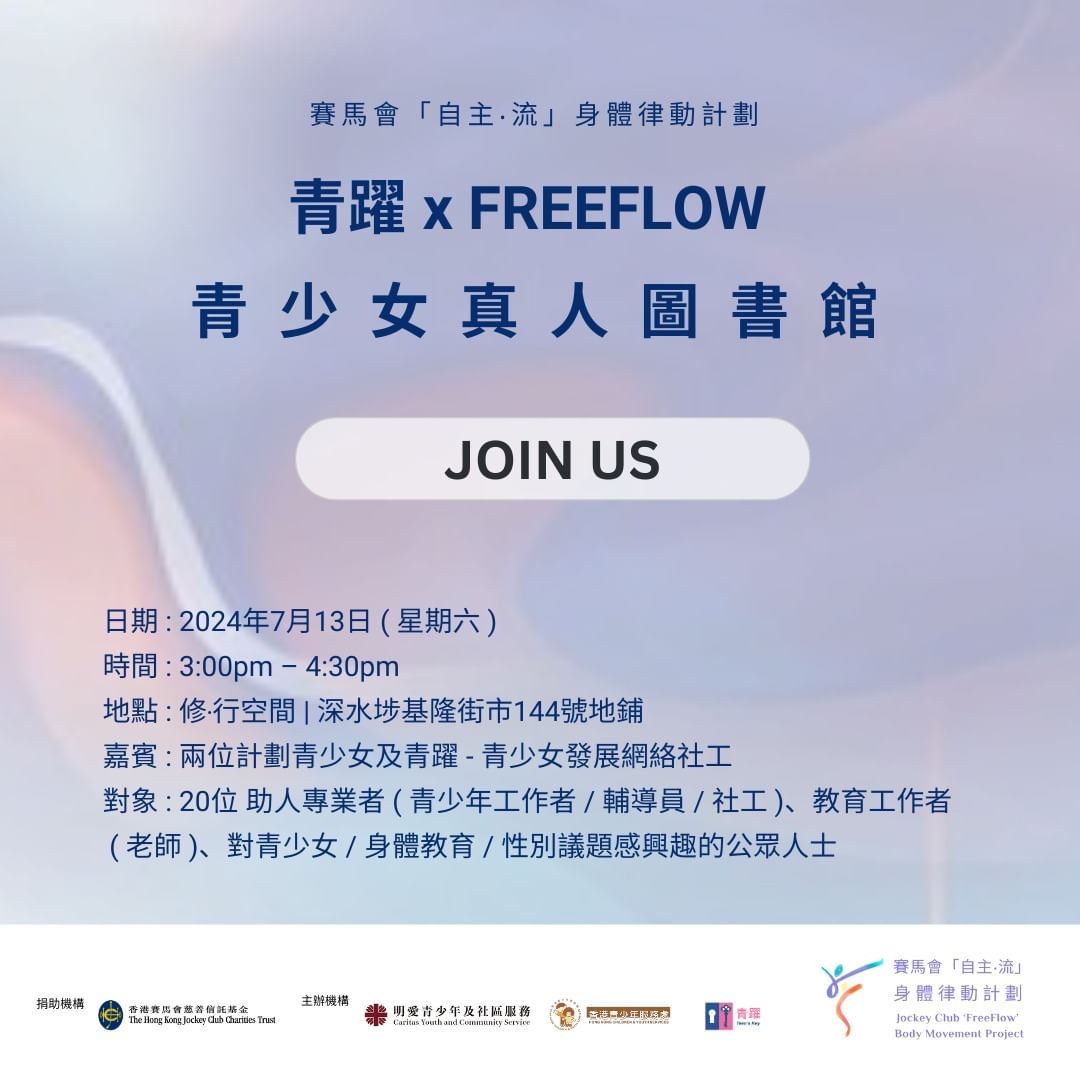 賽馬會「自主‧流」身體律動計劃
青躍 x FREEFLOW
青少女真人圖書館
JOIN US
日期 : 2024年7月13日 ( 星期六 )
時間 : 3:00pm – 4:30pm
地點 : 修‧行空間 | 深水埗基隆街市144號地鋪
嘉賓 : 兩位計劃青少女及青躍 - 青少女發展網絡社工
對象 : 20位 助人專業者 ( 青少年工作者 / 輔導員 / 社工 )、教育工作者
( 老師 )、對青少女 / 身體教育 / 性別議題感興趣的公眾人士
捐助機構
香港賽馬會慈善信託基金
The Hong Kong Jockey Club Charities Trust
主辦機構
明愛青少年及社區服務
Caritas Youth and Community Service
香港青少年服務處
HONG KONG CHILDREN & YOUTH SERVICES
青躍
Teen's Key
賽馬會「自主‧流」
身體律動計劃
Jockey Club 'FreeFlow'
Body Movement Project